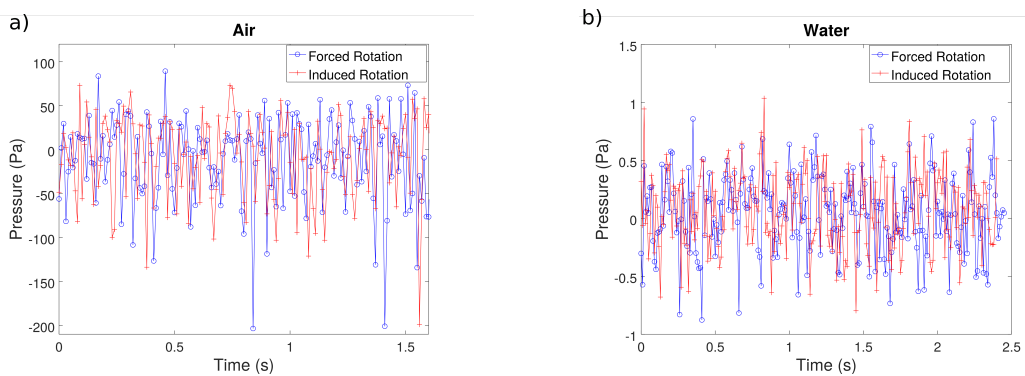 a)
Air
Forced Rotation
Induced Rotation
100
50
0
-50
-100
-150
-200
Pressure (Pa)
0
0.5
1
1.5
Time (s)
b)
Water
Forced Rotation
Induced Rotation
1.5
1
0.5
0
-0.5
-1
Pressure (Pa)
0
0.5
1
1.5
2
2.5
Time (s)